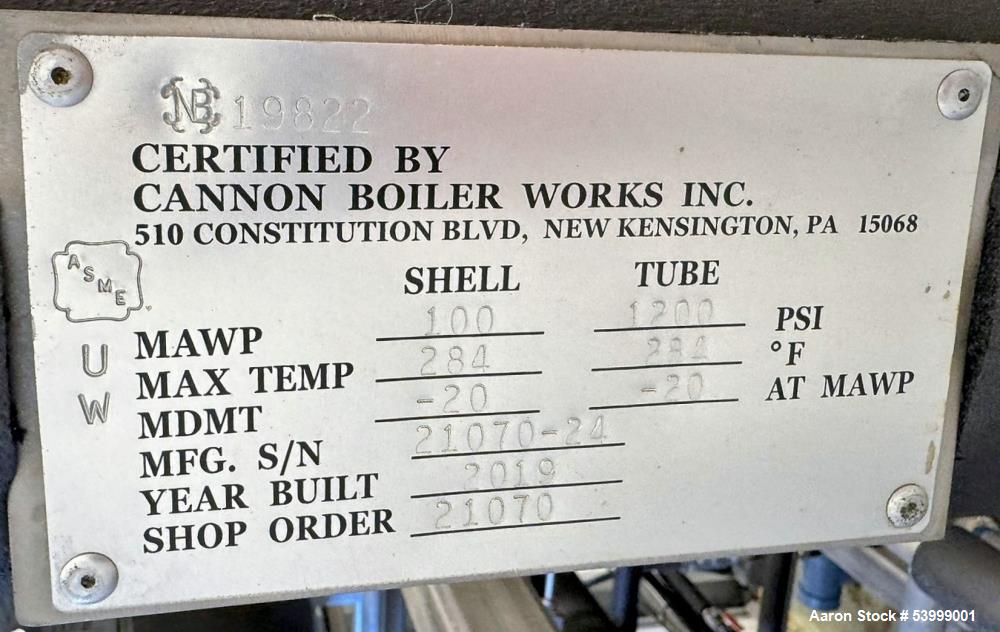 NB 19822
CERTIFIED BY
CANNON BOILER WORKS INC.
510 CONSTITUTION BLVD, NEW KENSINGTON, PA 15068
ASME
U
W
SHELL TUBE
MAWP 100 1200 PSI
MAX TEMP 284 284 °F
MDMT -20 -20 AT MAWP
MFG. S/N 21070-24
YEAR BUILT 2019
SHOP ORDER 21070
Aaron Stock # 53999001